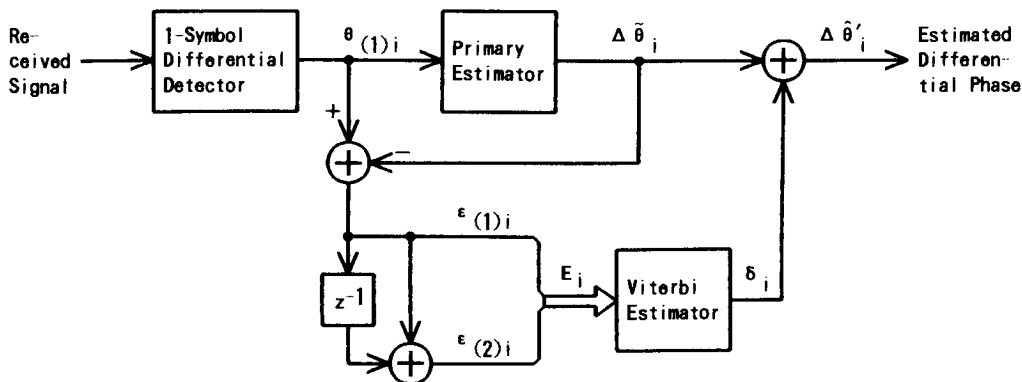 Re-
ceived
Signal
1-Symbol
Differential
Detector
θ (1)i
Primary
Estimator
Δ θ̃ i
Δ θ̂′ i
Estimated
Differen-
tial Phase
+
+
−
+
ε (1)i
z⁻¹
E i
Viterbi
Estimator
δ i
ε (2)i
+